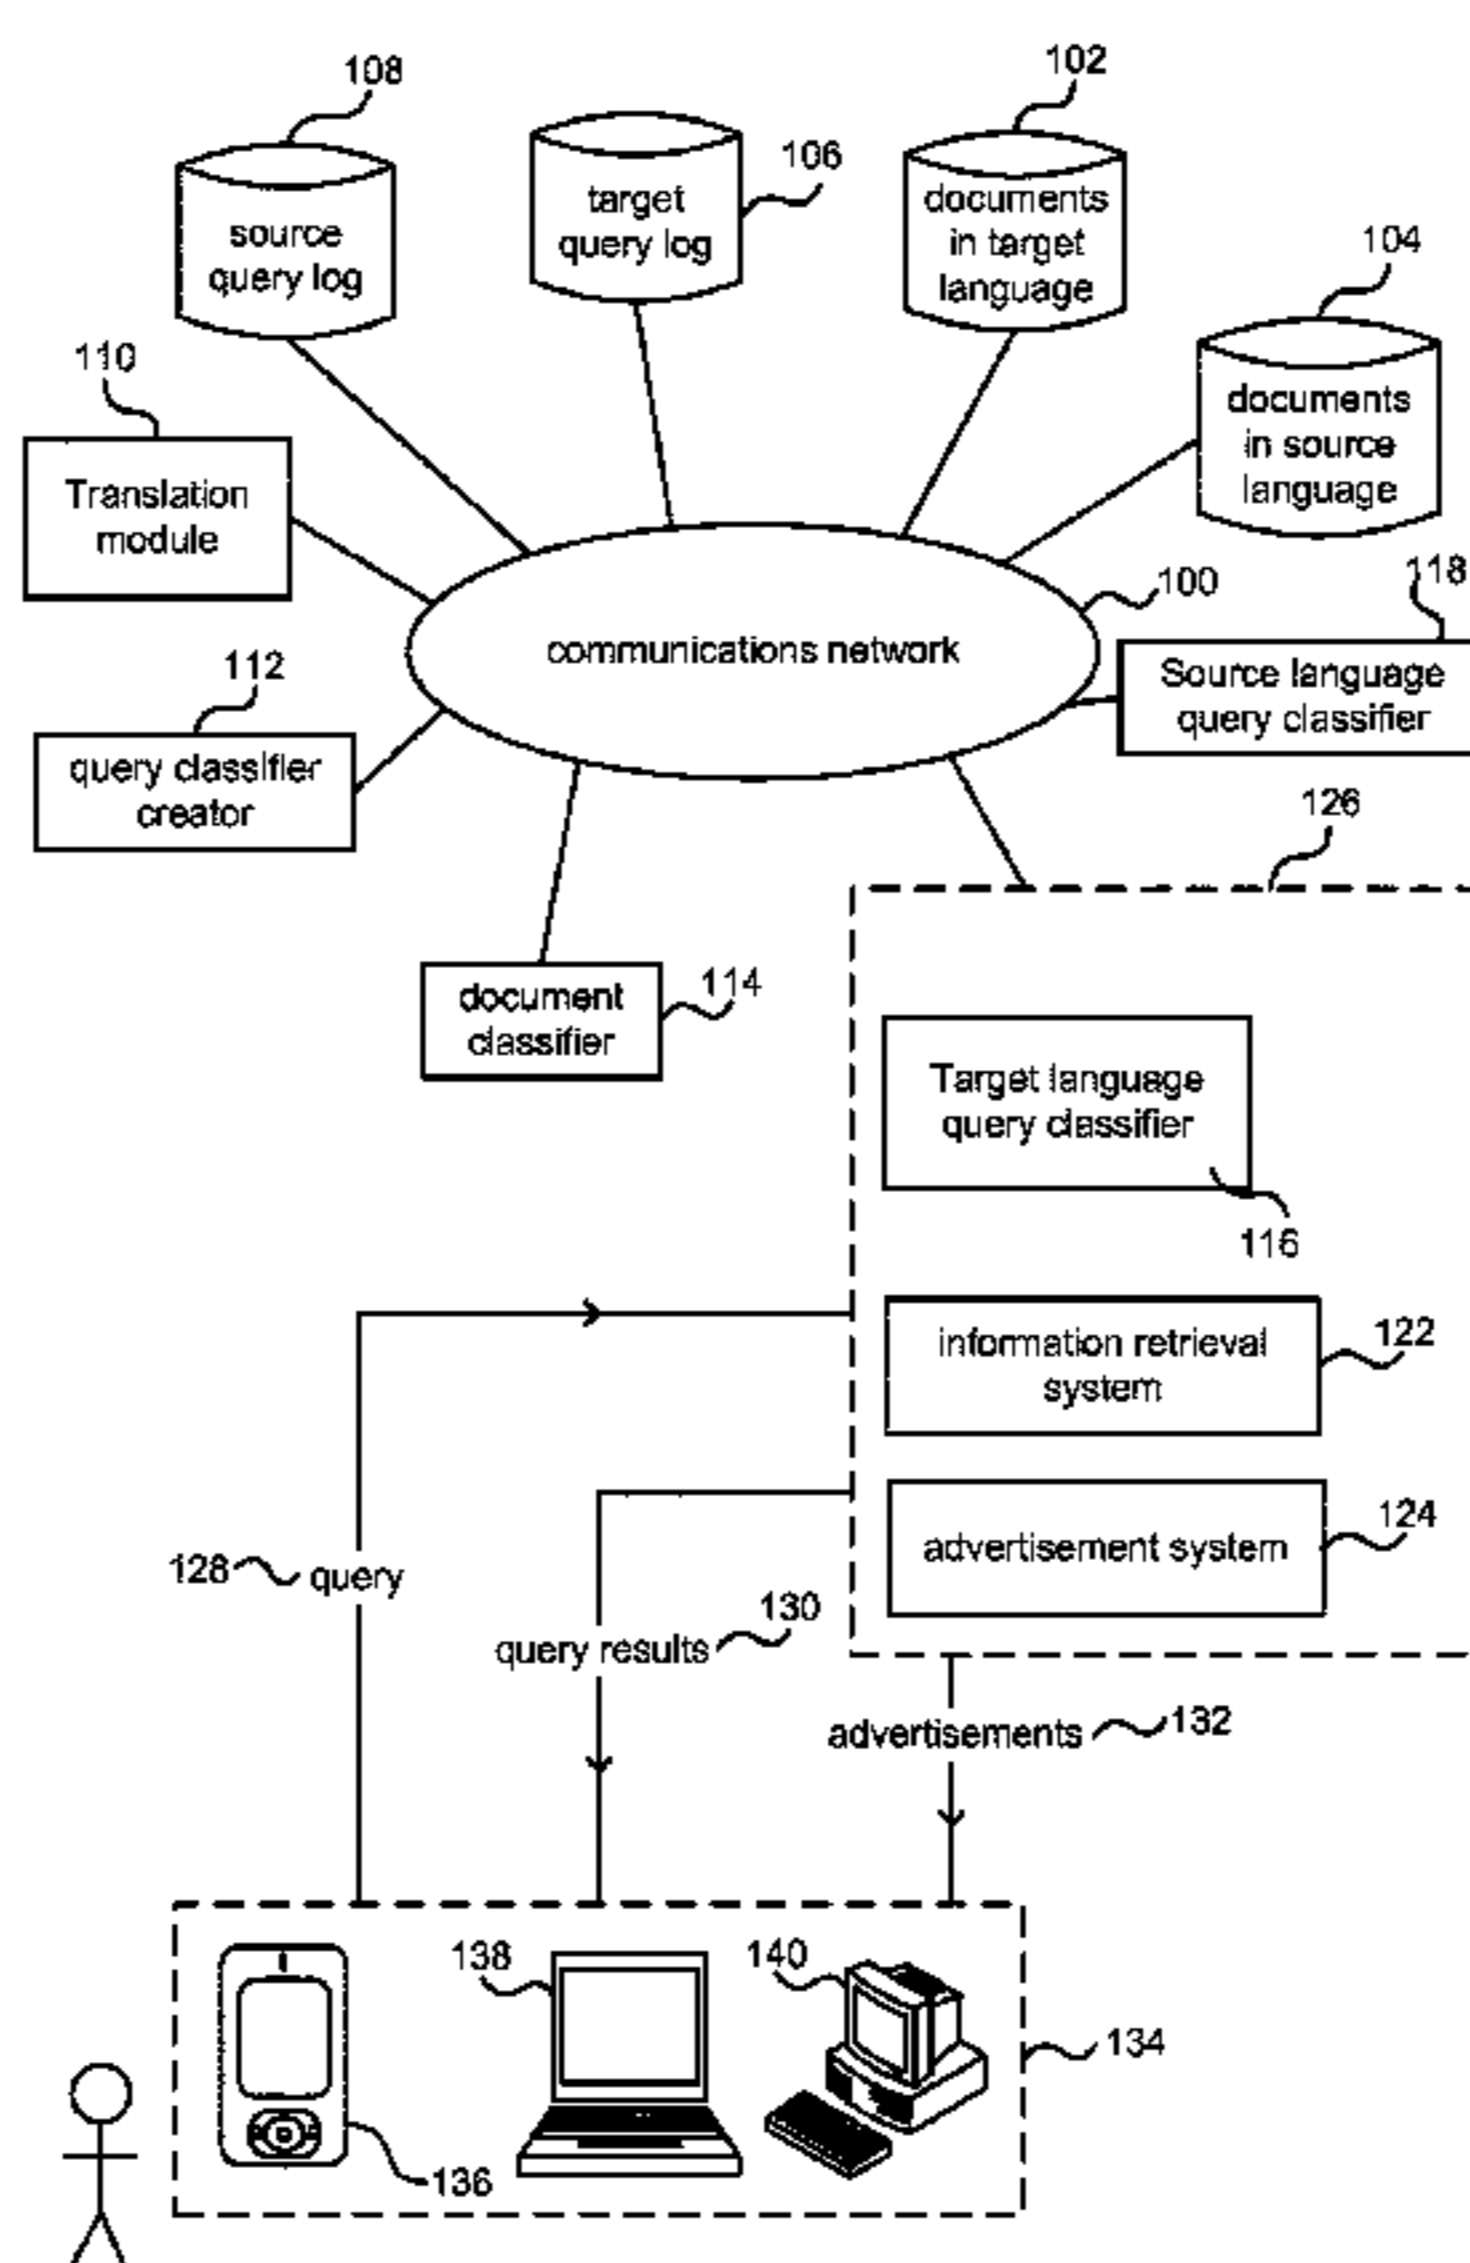 108
102
source
query log
target
query log
106
documents
in target
language
104
documents
in source
language
110
Translation
module
communications network
100
118
Source language
query classifier
112
query classifier
creator
126
document
classifier
114
Target language
query classifier
116
information retrieval
system
122
advertisement system
124
128
query
query results
130
advertisements
132
138
140
134
136